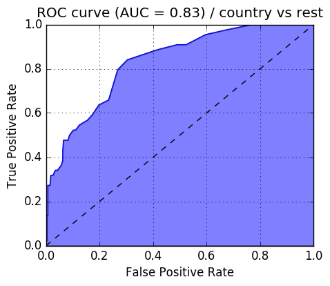 ROC curve (AUC = 0.83) / country vs rest
1.0
0.8
0.6
0.4
0.2
0.0
True Positive Rate
0.0 0.2 0.4 0.6 0.8 1.0
False Positive Rate